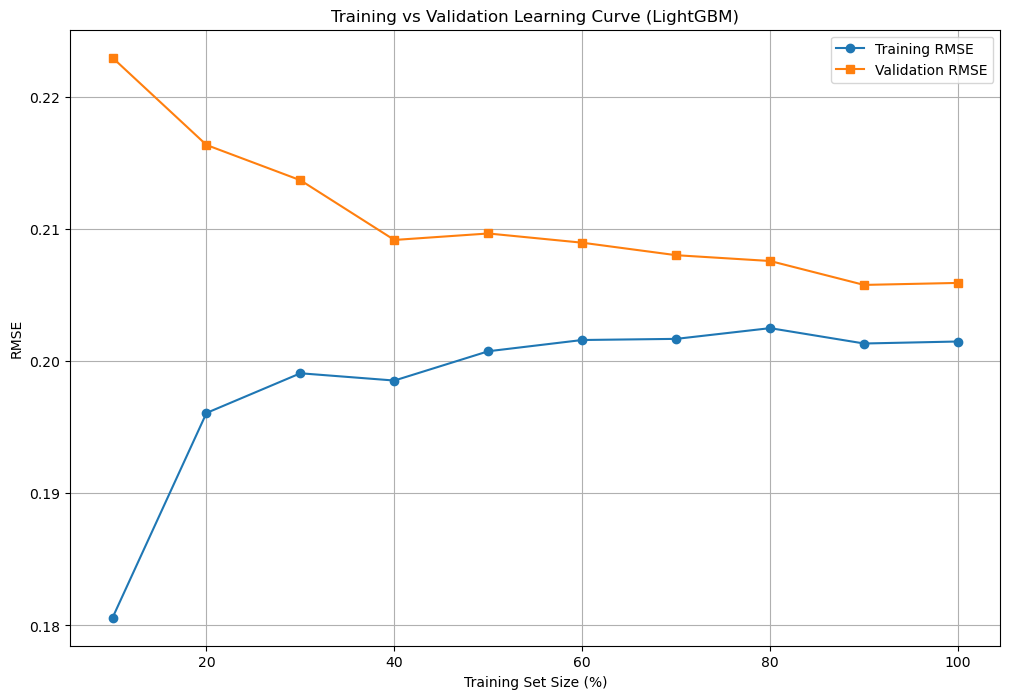 Training vs Validation Learning Curve (LightGBM)
Training RMSE
Validation RMSE
0.22
0.21
0.20
0.19
0.18
RMSE
20
40
60
80
100
Training Set Size (%)